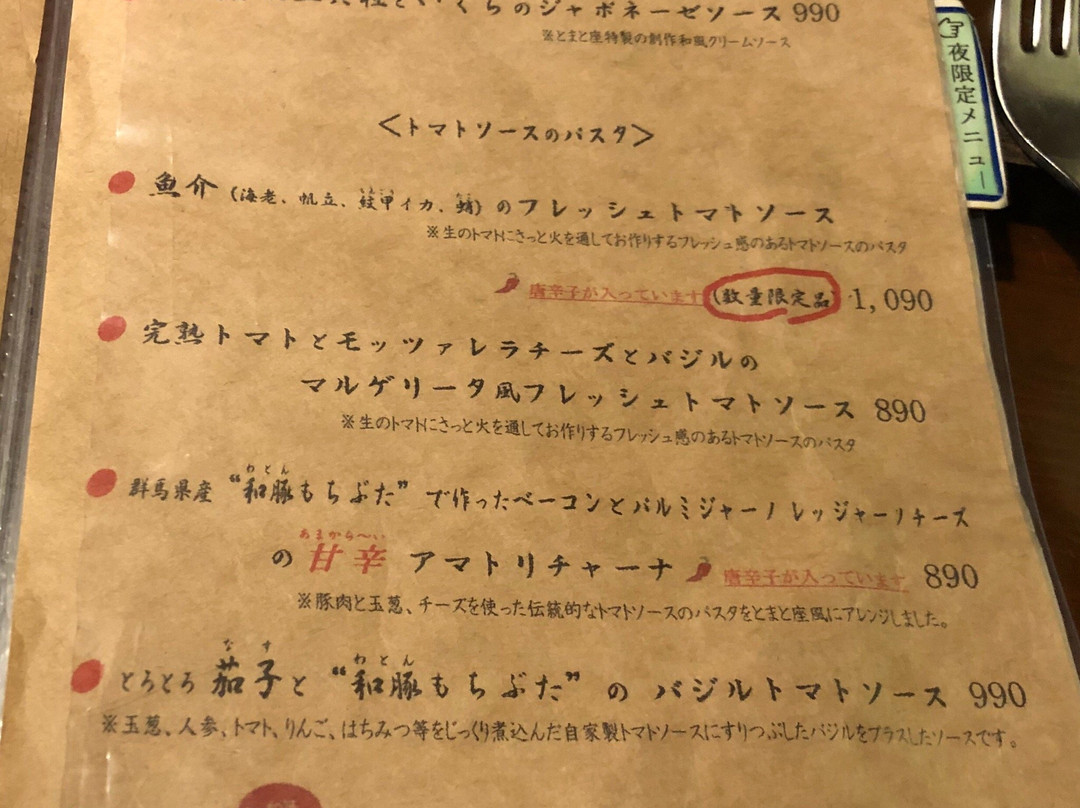 くらのジャポネーゼソース 990
※とまと座特製の創作和風クリームソース
夜限定メニュー
＜トマトソースのパスタ＞
魚介（海老、帆立、紋甲イカ、蛸）のフレッシュトマトソース
※生のトマトにさっと火を通してお作りするフレッシュ感のあるトマトソースのパスタ
唐辛子が入っています（数量限定品）1,090
完熟トマトとモッツァレラチーズとバジルの
マルゲリータ風フレッシュトマトソース 890
※生のトマトにさっと火を通してお作りするフレッシュ感のあるトマトソースのパスタ
わとん
群馬県産 “和豚もちぶた” で作ったベーコンとパルミジャーノレッジャーノチーズ
あまから〜い
の 甘辛 アマトリチャーナ 唐辛子が入っています 890
※豚肉と玉葱、チーズを使った伝統的なトマトソースのパスタをとまと座風にアレンジしました。
なす わとん
とろとろ 茄子と “和豚もちぶた” の バジルトマトソース 990
※玉葱、人参、トマト、りんご、はちみつ等をじっくり煮込んだ自家製トマトソースにすりつぶしたバジルをプラスしたソースです。